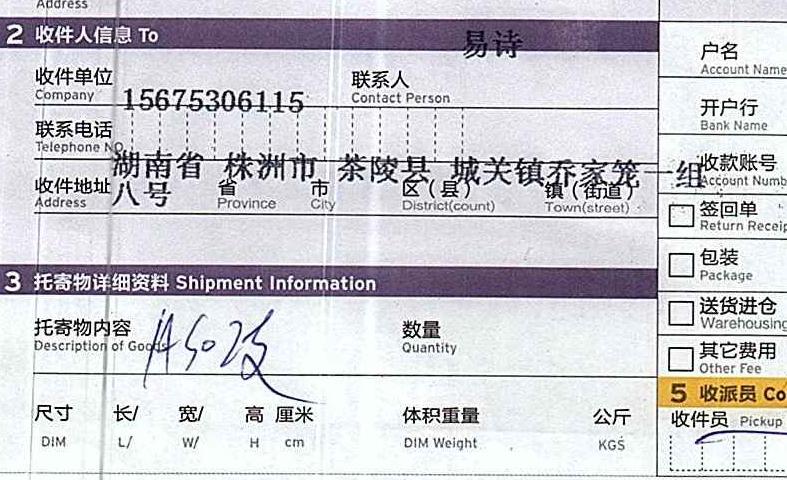 Address
2 收件人信息 To
易诗
户名
Account Name
收件单位
Company
联系人
Contact Person
15675306115
开户行
Bank Name
联系电话
Telephone NO.
湖南省 株洲市 茶陵县 城关镇乔家笼一组
八号
收款账号
Account Numb
收件地址
Address
省
Province
市
City
区(县)
District(count)
镇(街道)
Town(street)
签回单
Return Receip
包装
Package
3 托寄物详细资料 Shipment Information
送货进仓
Warehousing
托寄物内容
Description of Goods
数量
Quantity
其它费用
Other Fee
5 收派员 Co
尺寸 长/ 宽/ 高 厘米 体积重量 公斤
DIM L/ W/ H cm DIM Weight KGS
收件员 Pickup